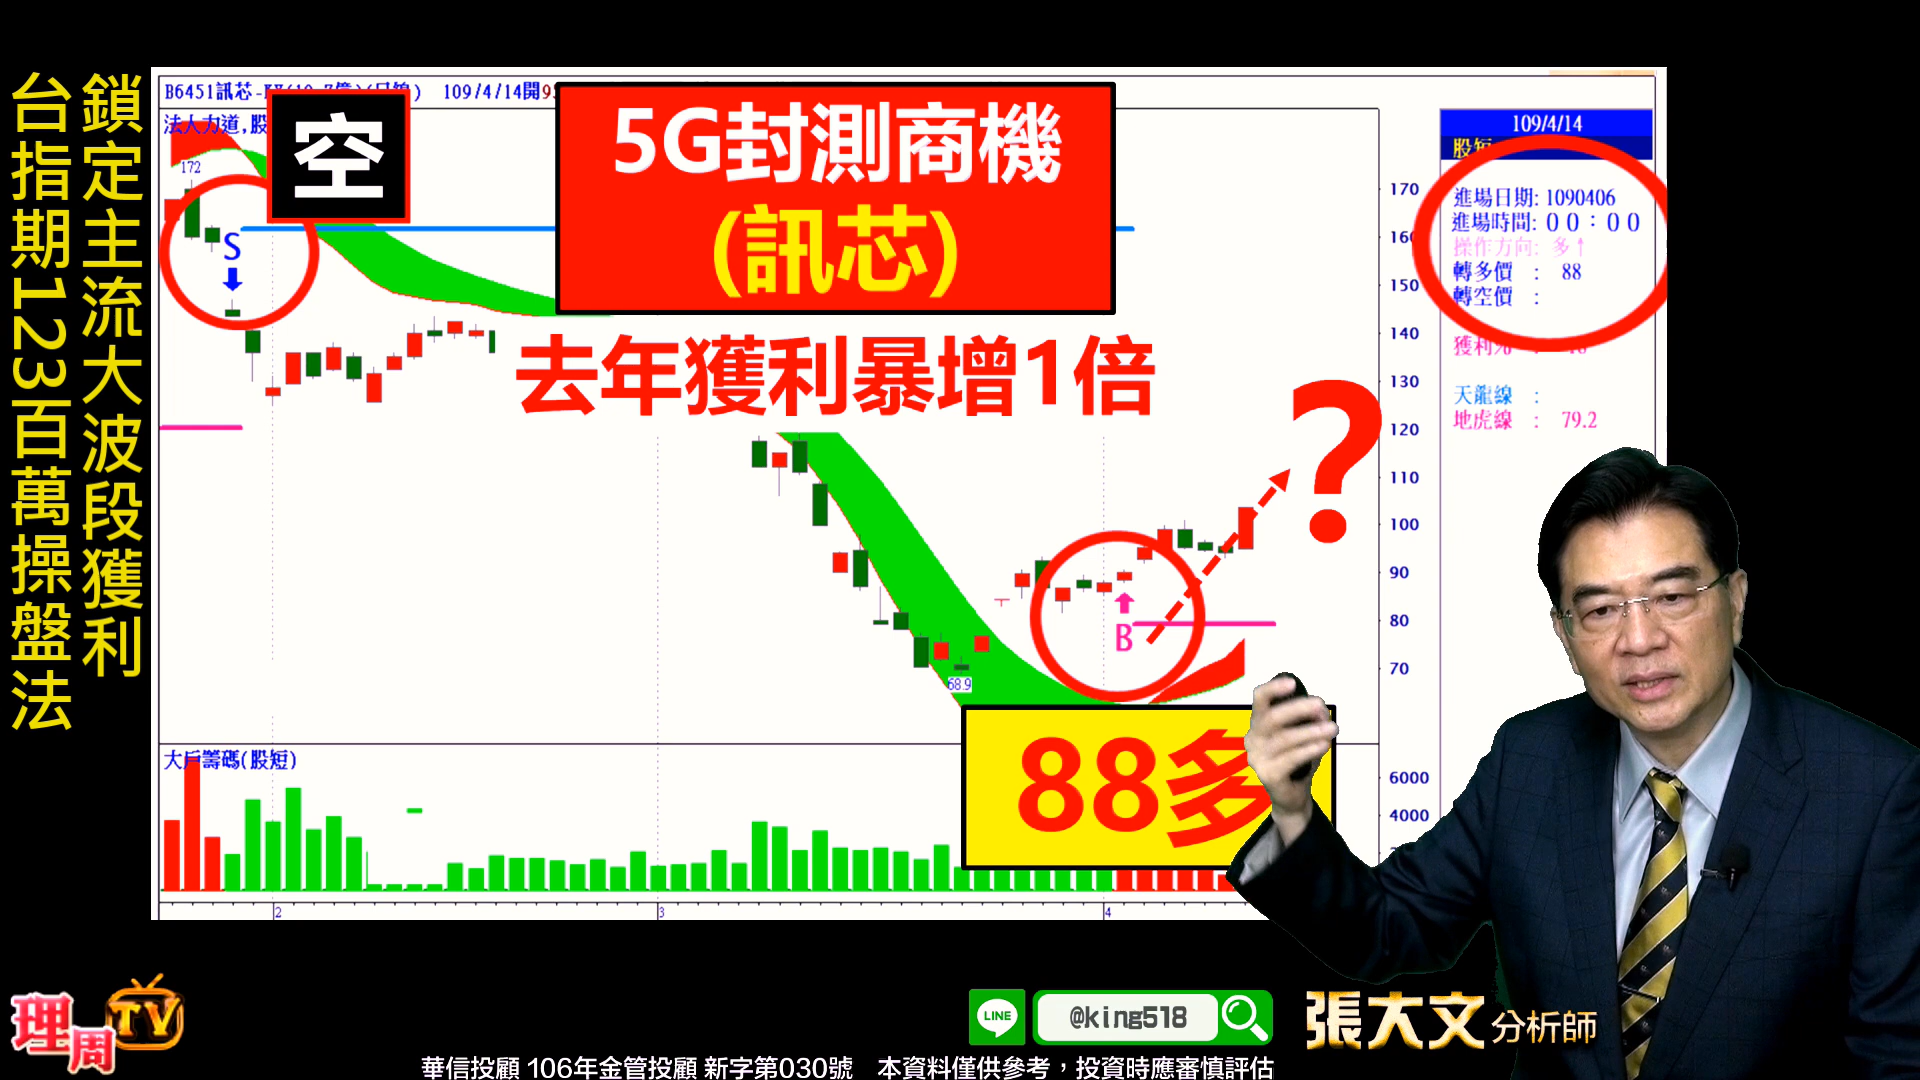 鎖定主流大波段獲利
台指期123百萬操盤法
B6451訊芯-
109/4/14開9
法人力道,股
172
空
S
5G封測商機
(訊芯)
去年獲利暴增1倍
?
B
68.9
88多
170
160
150
140
130
120
110
100
90
80
70
109/4/14
股短
進場日期: 1090406
進場時間: 00:00
操作方向: 多↑
轉多價 : 88
轉空價 :
獲利% :
天龍線 :
地虎線 : 79.2
大戶籌碼(股短)
6000
4000
2
3
4
理周TV
LINE
@king518
張大文分析師
華信投顧 106年金管投顧 新字第030號 本資料僅供參考，投資時應審慎評估